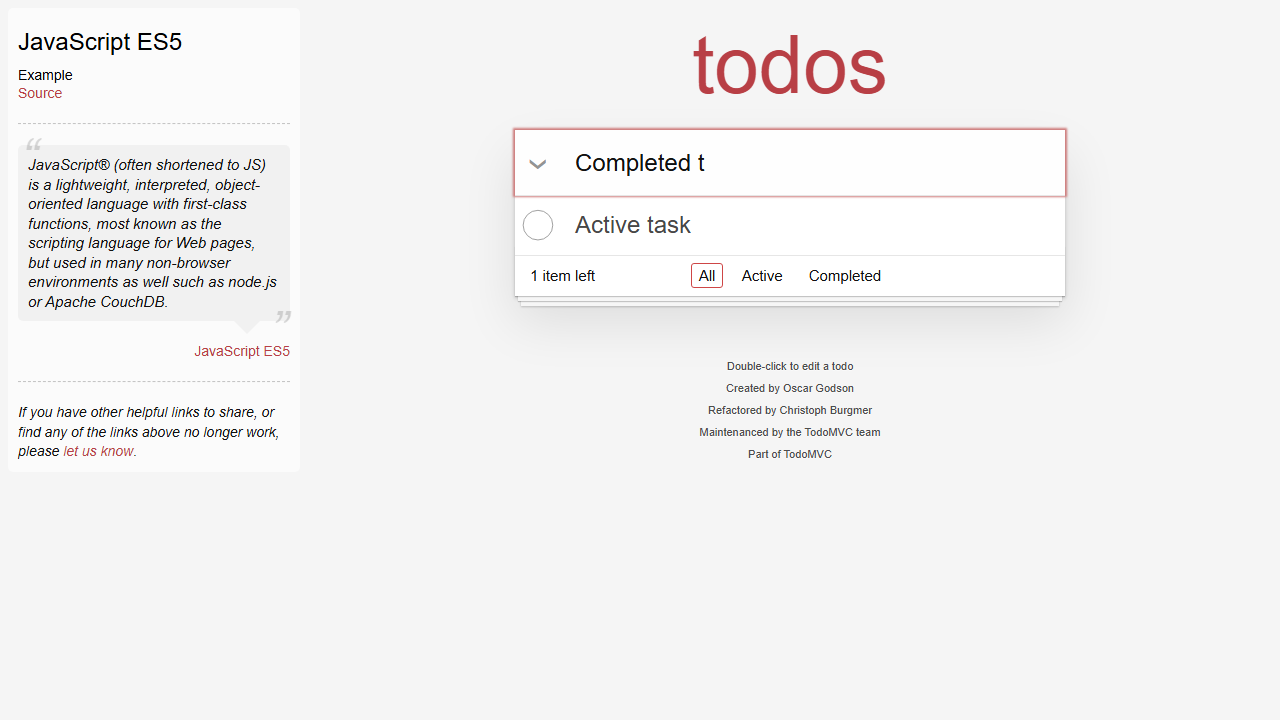 JavaScript ES5
Example
Source
“
JavaScript® (often shortened to JS)
is a lightweight, interpreted, object-
oriented language with first-class
functions, most known as the
scripting language for Web pages,
but used in many non-browser
environments as well such as node.js
or Apache CouchDB.
”
JavaScript ES5
If you have other helpful links to share, or
find any of the links above no longer work,
please let us know.
todos
Completed t
Active task
1 item left All Active Completed
Double-click to edit a todo
Created by Oscar Godson
Refactored by Christoph Burgmer
Maintenanced by the TodoMVC team
Part of TodoMVC